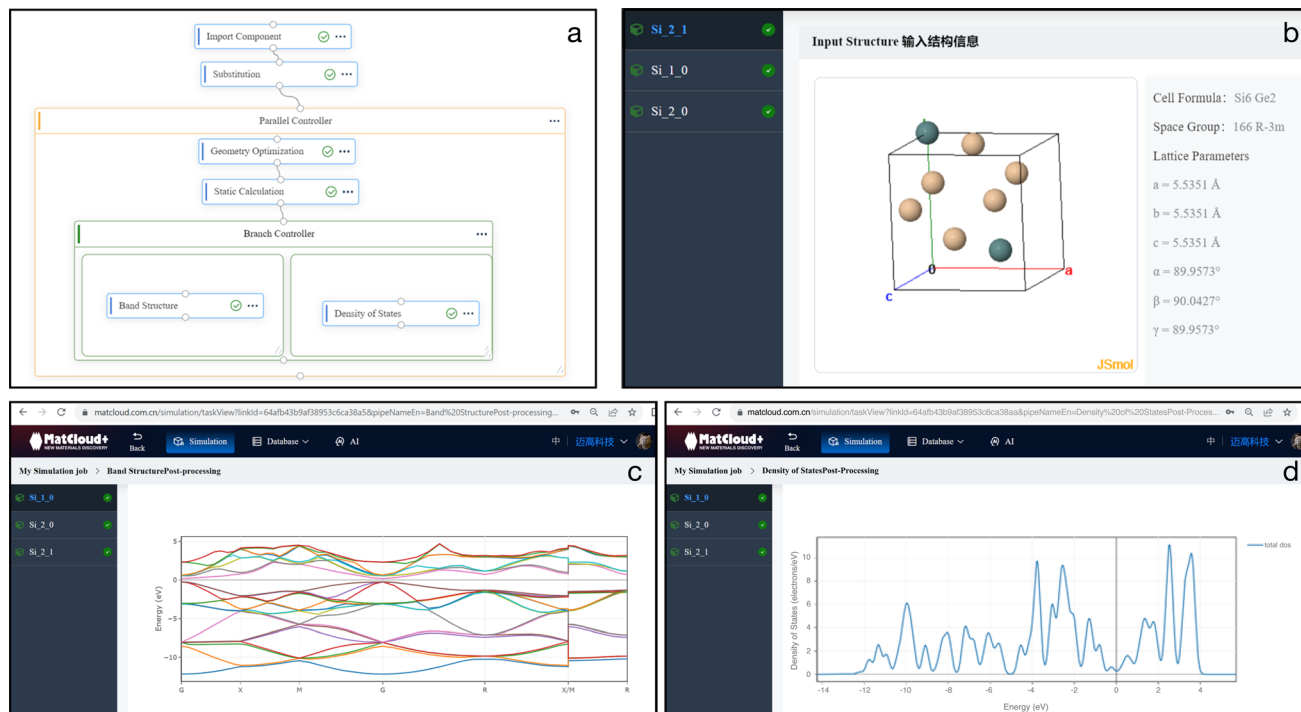 a
Import Component
Substitution
Parallel Controller
Geometry Optimization
Static Calculation
Branch Controller
Band Structure
Density of States
b
Si_2_1
Si_1_0
Si_2_0
Input Structure 输入结构信息
0
a
c
JSmol
Cell Formula: Si6 Ge2
Space Group: 166 R-3m
Lattice Parameters
a = 5.5351 Å
b = 5.5351 Å
c = 5.5351 Å
α = 89.9573°
β = 90.0427°
γ = 89.9573°
matcloud.com.cn/simulation/taskView?linkId=64afb43b9af38953c6ca38a5&pipeNameEn=Band%20StructurePost-processing...
MatCloud+
NEW MATERIALS DISCOVERY
Back
Simulation
Database
AI
中
迈高科技
My Simulation job > Band StructurePost-processing
c
Si_1_0
Si_2_0
Si_2_1
Energy (eV)
5
0
−5
−10
G X M G R X/M R
matcloud.com.cn/simulation/taskView?linkId=64afb43b9af38953c6ca38aa&pipeNameEn=Density%20of%20StatesPost-Proces...
MatCloud+
NEW MATERIALS DISCOVERY
Back
Simulation
Database
AI
中
迈高科技
My Simulation job > Density of StatesPost-Processing
d
Si_1_0
Si_2_0
Si_2_1
total dos
Density of States (electrons/eV)
10
8
6
4
2
0
-14 -12 -10 -8 -6 -4 -2 0 2 4
Energy (eV)